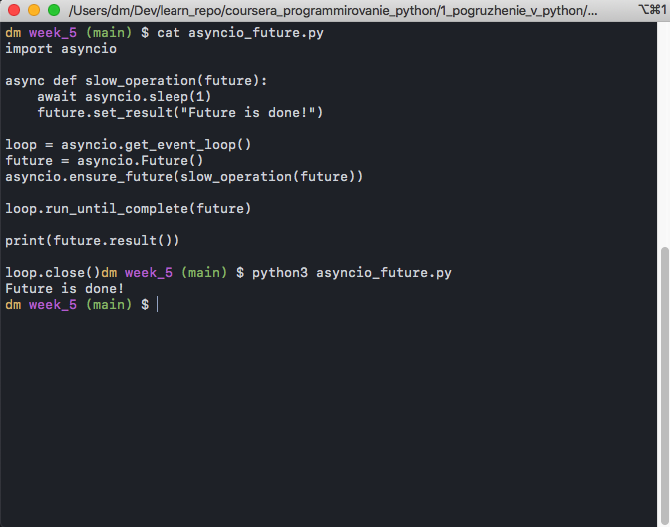 /Users/dm/Dev/learn_repo/coursera_programmirovanie_python/1_pogruzhenie_v_python/... ⌥⌘1
dm week_5 (main) $ cat asyncio_future.py
import asyncio

async def slow_operation(future):
    await asyncio.sleep(1)
    future.set_result("Future is done!")

loop = asyncio.get_event_loop()
future = asyncio.Future()
asyncio.ensure_future(slow_operation(future))

loop.run_until_complete(future)

print(future.result())

loop.close()dm week_5 (main) $ python3 asyncio_future.py
Future is done!
dm week_5 (main) $